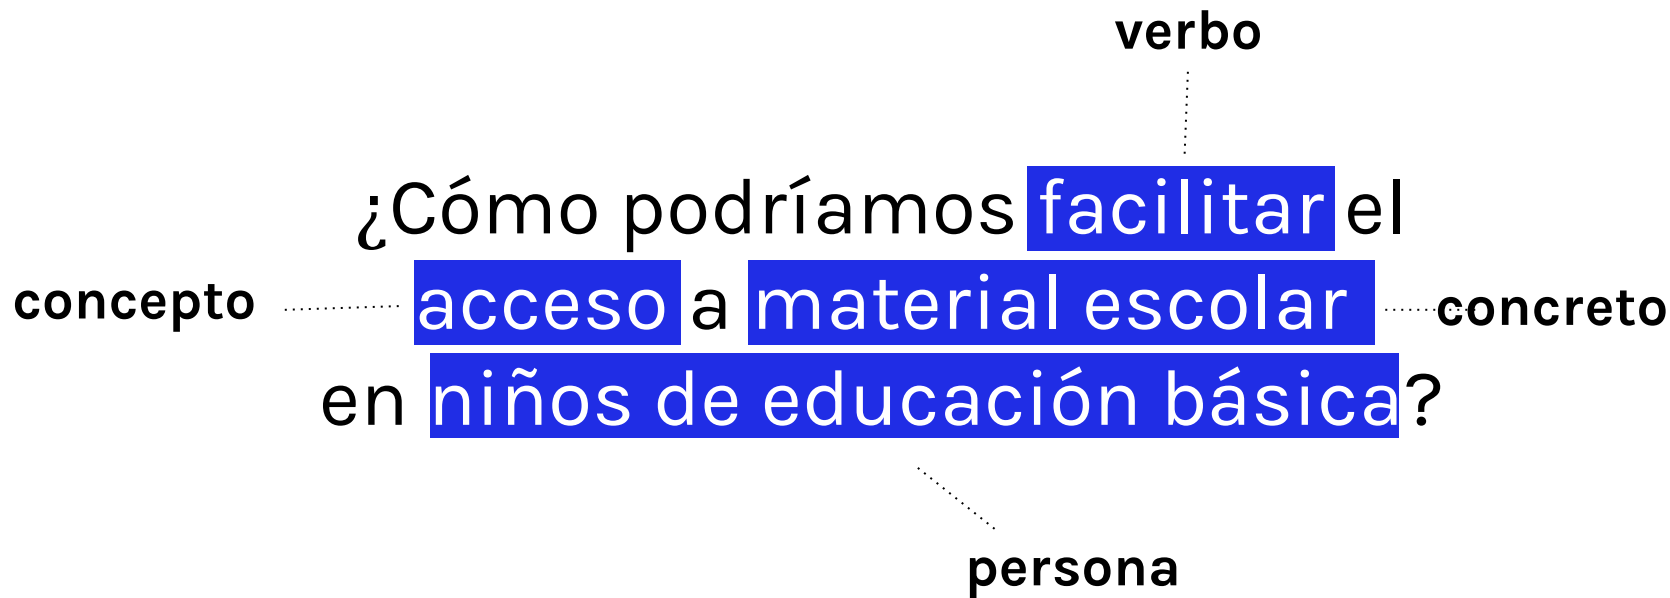 verbo
¿Cómo podríamos facilitar el
concepto acceso a material escolar concreto
en niños de educación básica?
persona